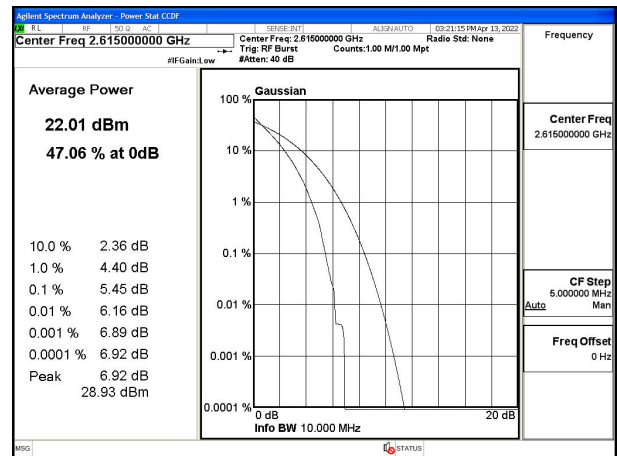 Agilent Spectrum Analyzer - Power Stat CCDF
RL RF 50 Ω AC SENSE:INT ALIGNAUTO 03:21:15 PM Apr 13, 2022
Center Freq 2.615000000 GHz
Center Freq: 2.615000000 GHz Radio Std: None
Trig: RF Burst Counts:1.00 M/1.00 Mpt
#IFGain:Low #Atten: 40 dB
Frequency
Average Power
22.01 dBm
47.06 % at 0dB
10.0 % 2.36 dB
1.0 % 4.40 dB
0.1 % 5.45 dB
0.01 % 6.16 dB
0.001 % 6.89 dB
0.0001 % 6.92 dB
Peak 6.92 dB
28.93 dBm
Gaussian
100 %
10 %
1 %
0.1 %
0.01 %
0.001 %
0.0001 %
0 dB 20 dB
Info BW 10.000 MHz
Center Freq
2.615000000 GHz
CF Step
5.000000 MHz
Auto Man
Freq Offset
0 Hz
MSG STATUS